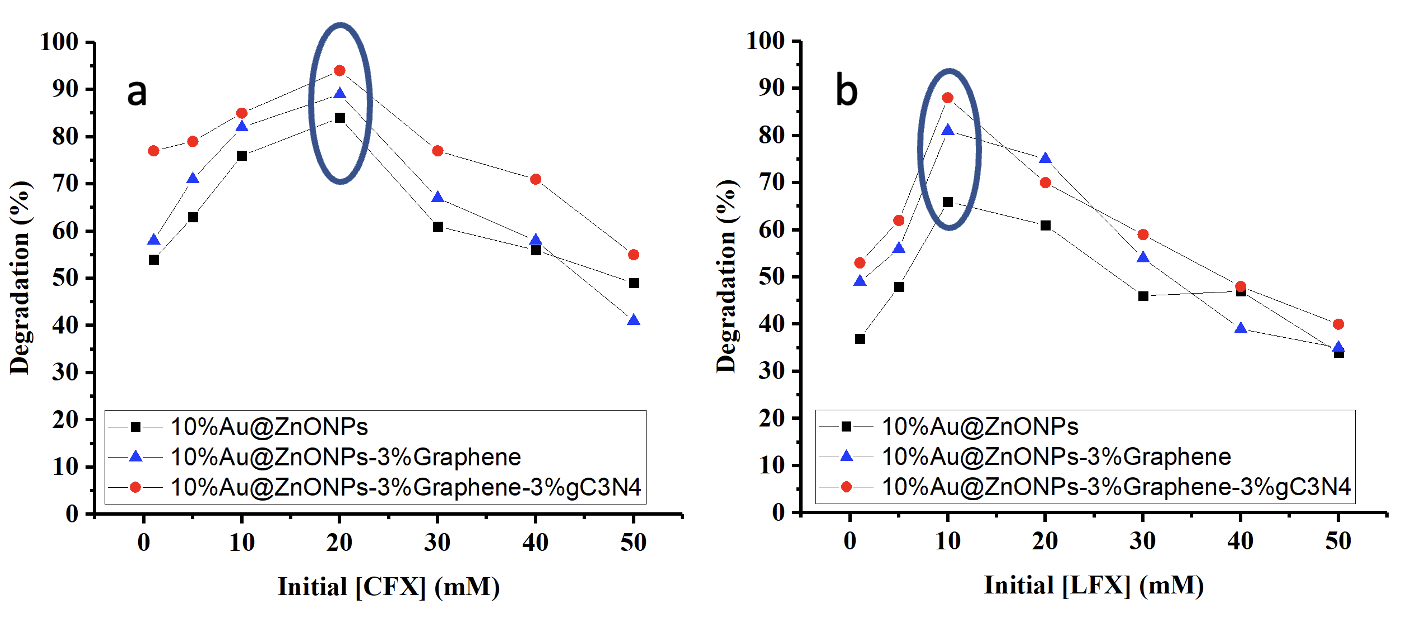 a
100
90
80
70
60
50
40
30
20
10
0
Degradation (%)
10%Au@ZnONPs
10%Au@ZnONPs-3%Graphene
10%Au@ZnONPs-3%Graphene-3%gC3N4
0 10 20 30 40 50
Initial [CFX] (mM)
b
100
90
80
70
60
50
40
30
20
10
0
Degradation (%)
10%Au@ZnONPs
10%Au@ZnONPs-3%Graphene
10%Au@ZnONPs-3%Graphene-3%gC3N4
0 10 20 30 40 50
Initial [LFX] (mM)